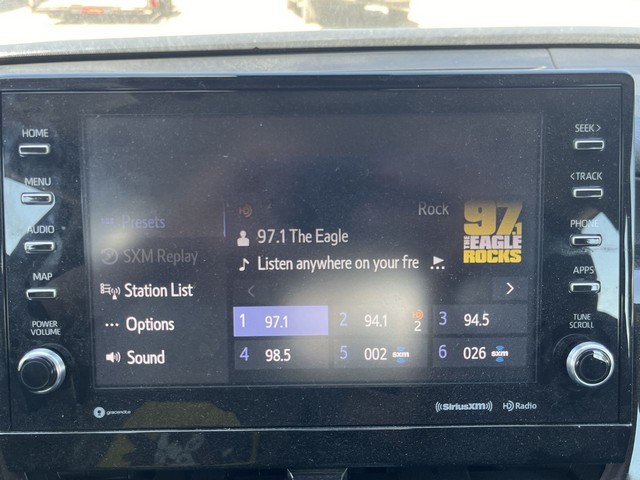 HOME
MENU
AUDIO
MAP
POWER
VOLUME
SEEK >
< TRACK
PHONE
APPS
TUNE
SCROLL
Presets
SXM Replay
Station List
Options
Sound
HD
Rock
97.1 The Eagle
Listen anywhere on your fre ...
97.1
THE EAGLE
ROCKS
<
>
1 97.1
2 94.1 2
3 94.5
4 98.5
5 002 sxm
6 026 sxm
gracenote
((SiriusXM))
HD Radio